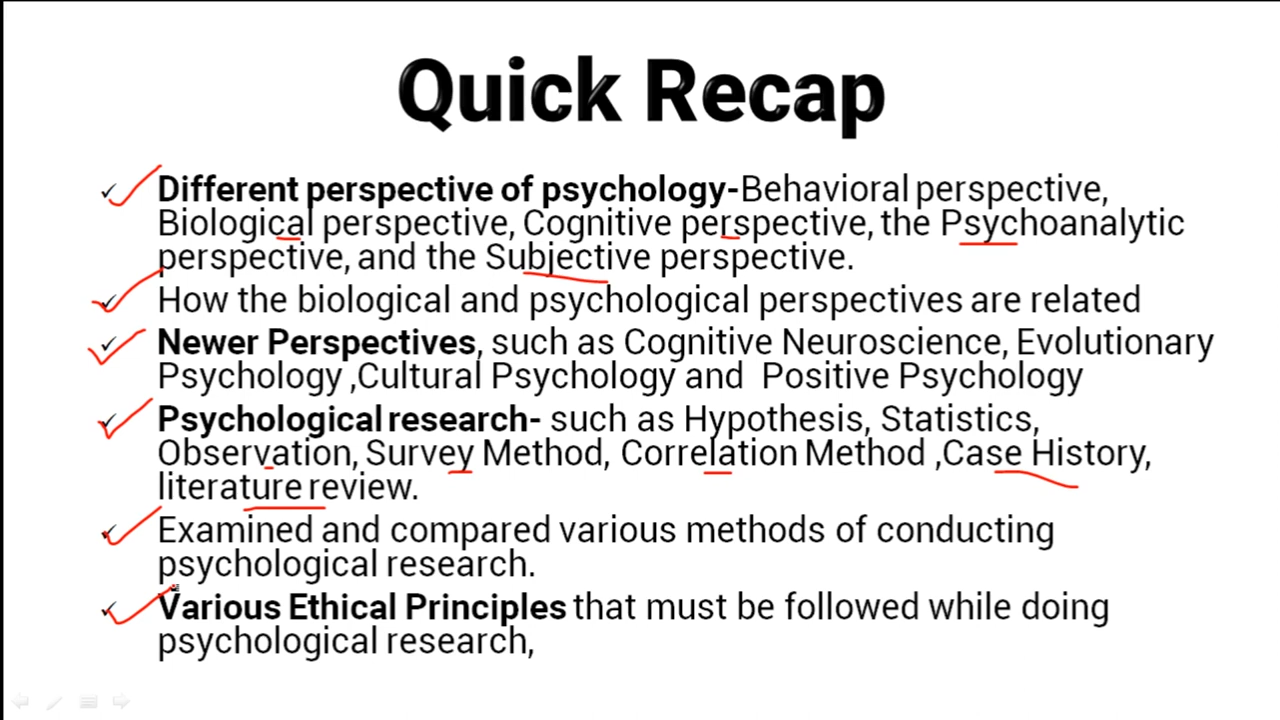 Quick Recap
Different perspective of psychology-Behavioral perspective,
Biological perspective, Cognitive perspective, the Psychoanalytic
perspective, and the Subjective perspective.
How the biological and psychological perspectives are related
Newer Perspectives, such as Cognitive Neuroscience, Evolutionary
Psychology ,Cultural Psychology and  Positive Psychology
Psychological research- such as Hypothesis, Statistics,
Observation, Survey Method, Correlation Method ,Case History,
literature review.
Examined and compared various methods of conducting
psychological research.
Various Ethical Principles that must be followed while doing
psychological research,